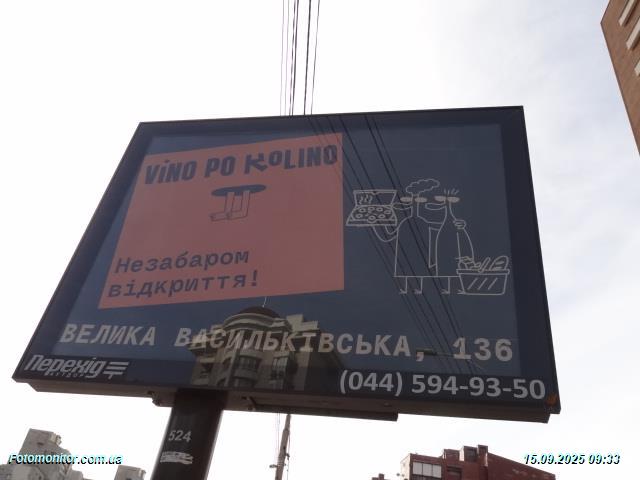 ViNO PO KOLINO
Незабаром
відкриття!
ВЕЛИКА ВАСИЛЬКІВСЬКА, 136
Перехід
АУТДОР
(044) 594-93-50
524
Fotomonitor.com.ua
15.09.2025 09:33